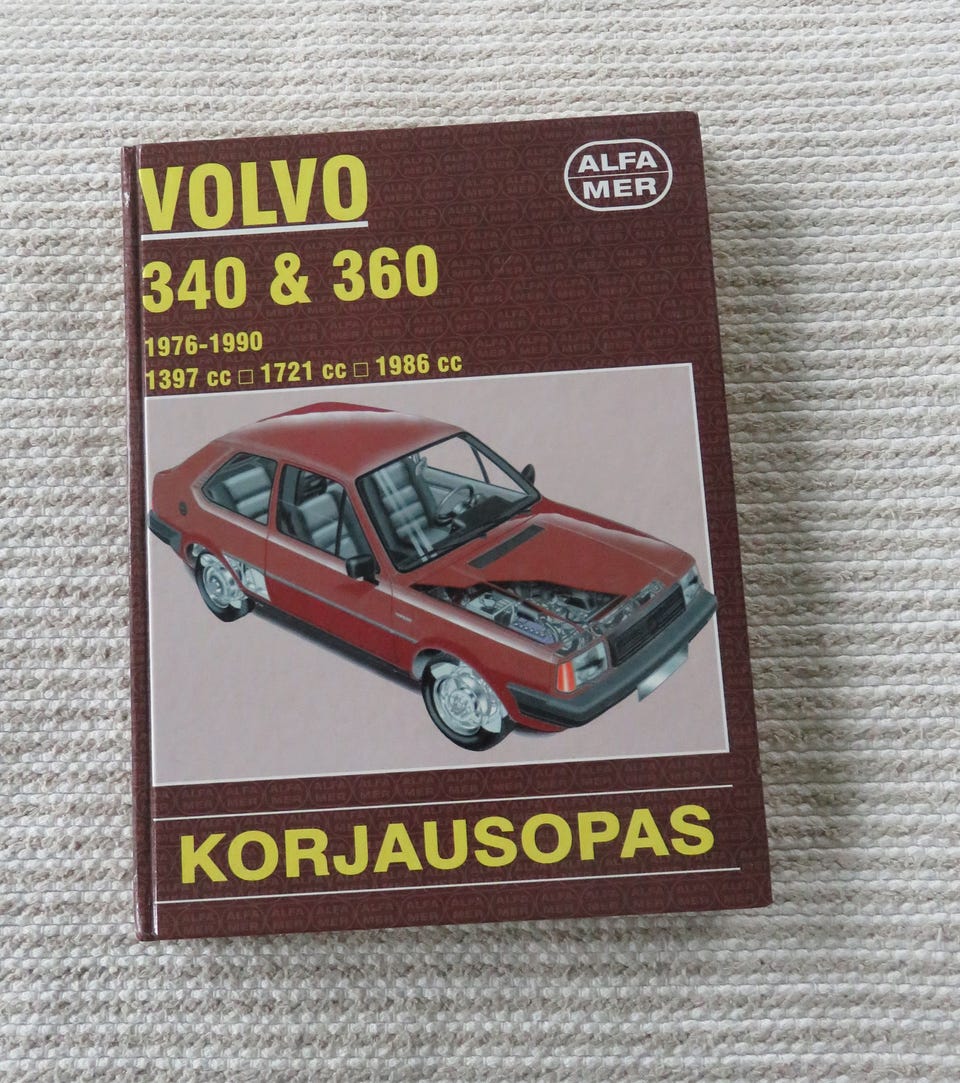 VOLVO
ALFA
MER
340 & 360
1976-1990
1397 cc □ 1721 cc □ 1986 cc
KORJAUSOPAS